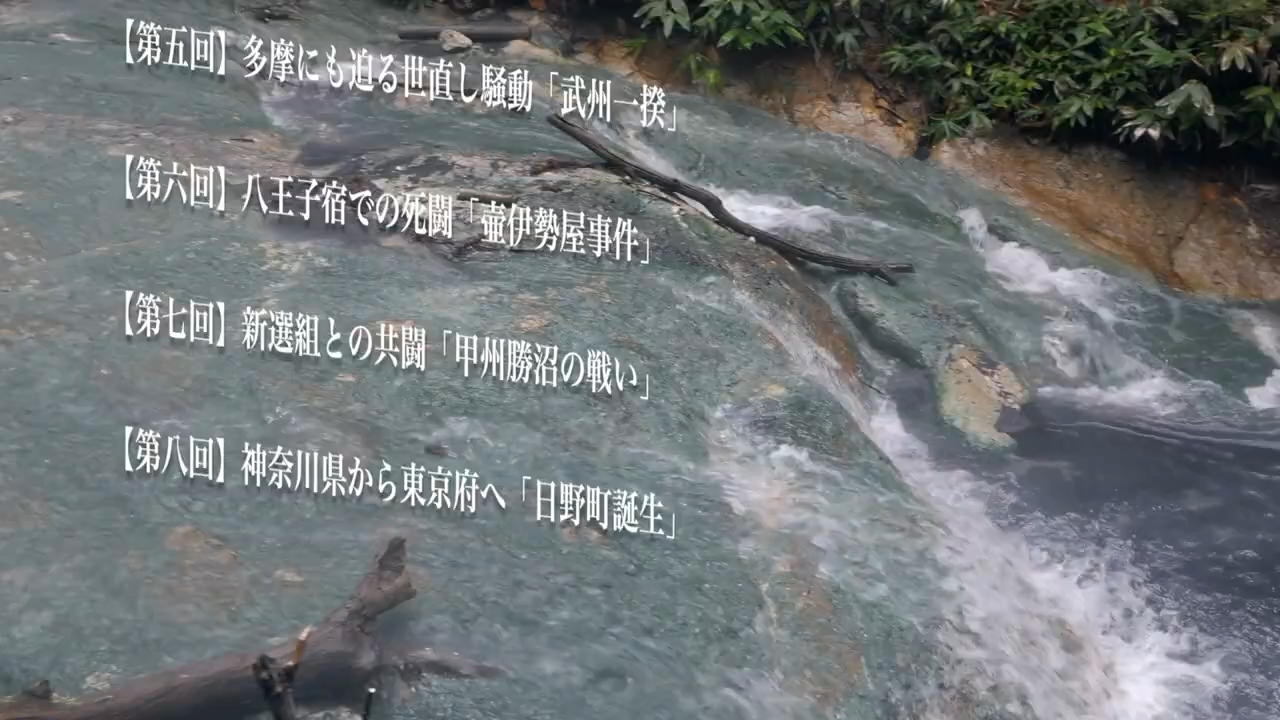 【第五回】多摩にも迫る世直し騒動「武州一揆」
【第六回】八王子宿での死闘「壷伊勢屋事件」
【第七回】新選組との共闘「甲州勝沼の戦い」
【第八回】神奈川県から東京府へ「日野町誕生」